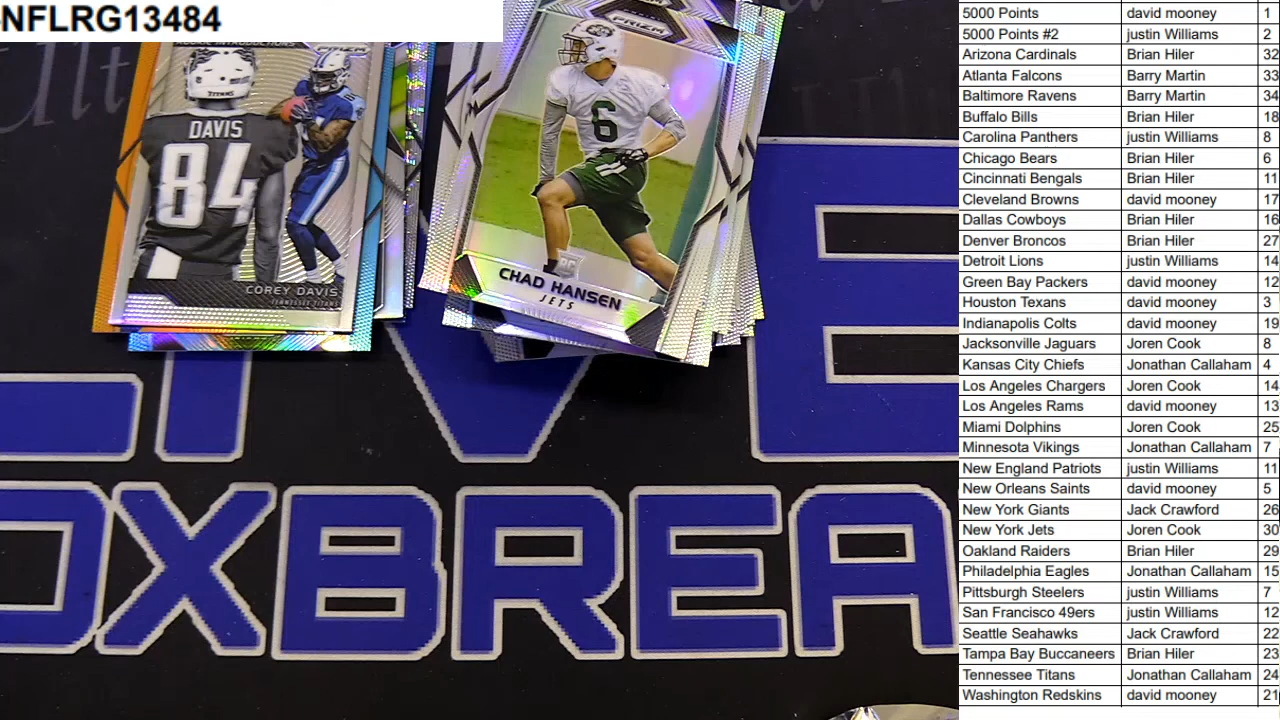 NFLRG13484
ROOKIE INTRODUCTIONS
PRIZM
DAVIS
84
TITANS
COREY DAVIS
TENNESSEE TITANS
PRIZM
6
RC
CHAD HANSEN
JETS
OXBREA
5000 Points david mooney 1
5000 Points #2 justin Williams 2
Arizona Cardinals Brian Hiler 32
Atlanta Falcons Barry Martin 33
Baltimore Ravens Barry Martin 34
Buffalo Bills Brian Hiler 18
Carolina Panthers justin Williams 8
Chicago Bears Brian Hiler 6
Cincinnati Bengals Brian Hiler 11
Cleveland Browns david mooney 17
Dallas Cowboys Brian Hiler 16
Denver Broncos Brian Hiler 27
Detroit Lions justin Williams 14
Green Bay Packers david mooney 12
Houston Texans david mooney 3
Indianapolis Colts david mooney 19
Jacksonville Jaguars Joren Cook 8
Kansas City Chiefs Jonathan Callaham 4
Los Angeles Chargers Joren Cook 14
Los Angeles Rams david mooney 13
Miami Dolphins Joren Cook 25
Minnesota Vikings Jonathan Callaham 7
New England Patriots justin Williams 11
New Orleans Saints david mooney 5
New York Giants Jack Crawford 26
New York Jets Joren Cook 30
Oakland Raiders Brian Hiler 29
Philadelphia Eagles Jonathan Callaham 15
Pittsburgh Steelers justin Williams 7
San Francisco 49ers justin Williams 12
Seattle Seahawks Jack Crawford 22
Tampa Bay Buccaneers Brian Hiler 23
Tennessee Titans Jonathan Callaham 24
Washington Redskins david mooney 21